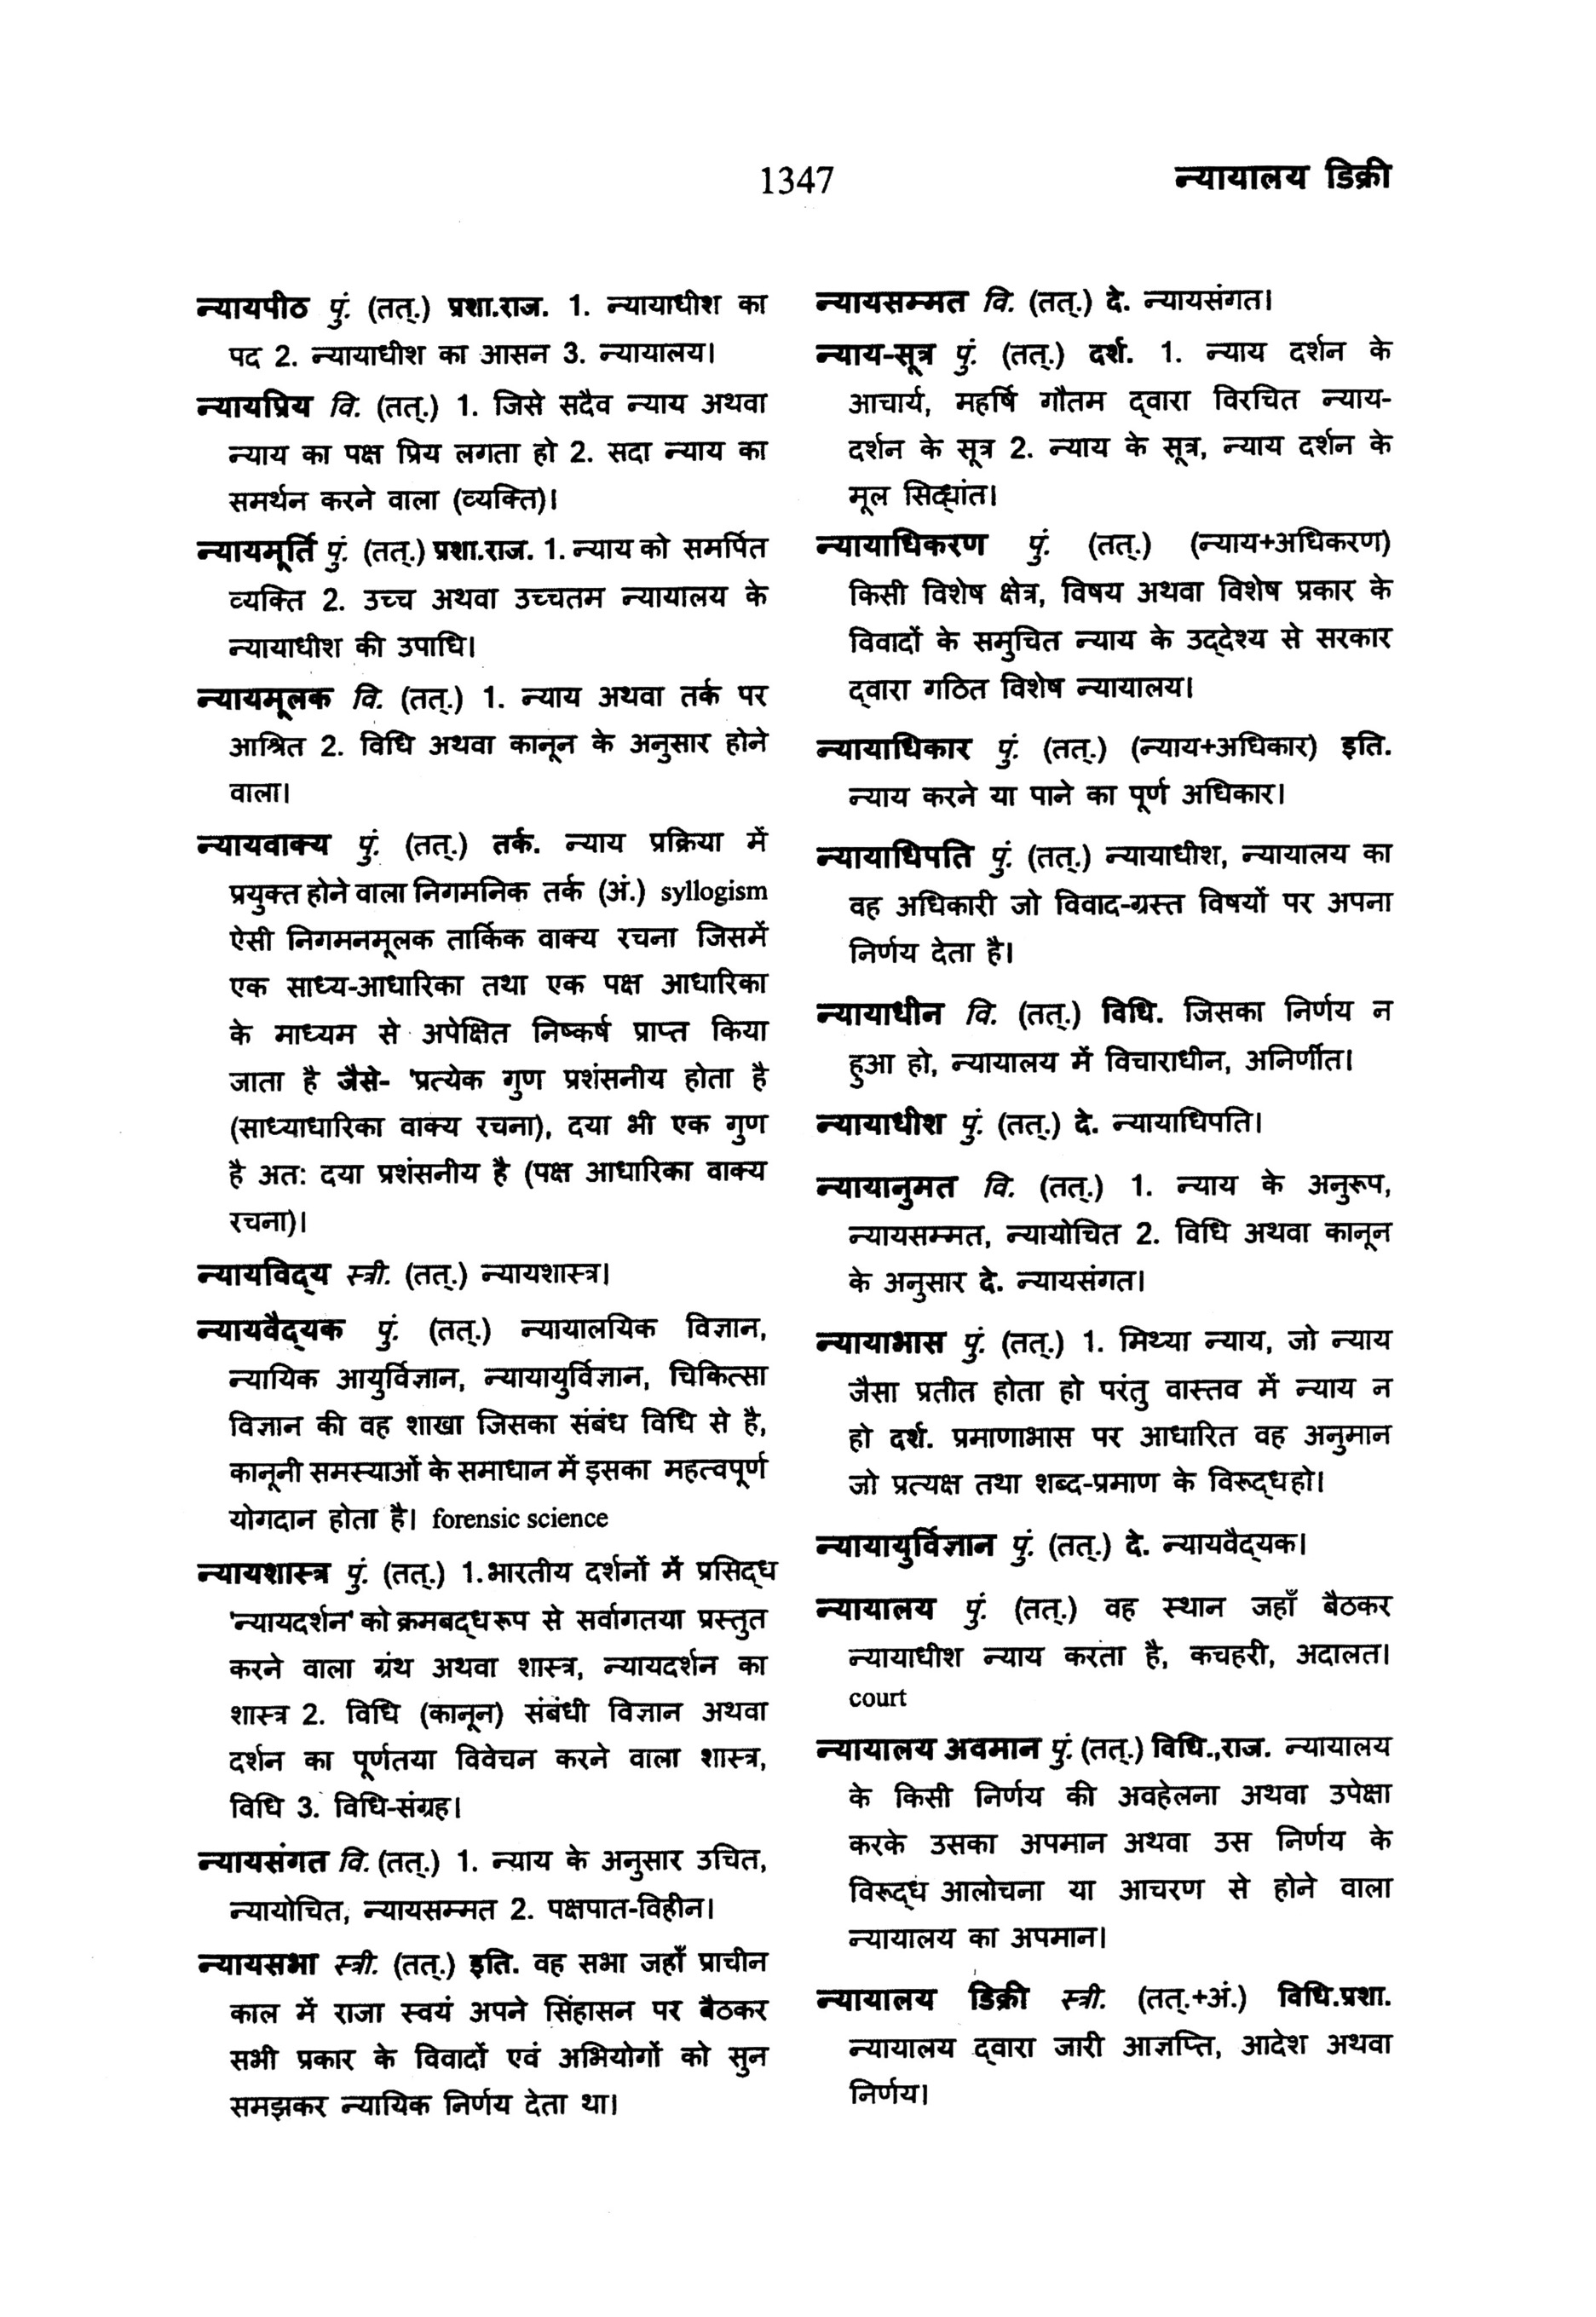 1347
न्यायालय डिक्री
न्यायपीठ पुं. (तत्.) प्रशा.राज. 1. न्यायाधीश का
पद 2. न्यायाधीश का आसन 3. न्यायालय।
न्यायप्रिय वि. (तत्.) 1. जिसे सदैव न्याय अथवा
न्याय का पक्ष प्रिय लगता हो 2. सदा न्याय का
समर्थन करने वाला (व्यक्ति)।
न्यायमूर्ति पुं. (तत्.) प्रशा.राज. 1. न्याय को समर्पित
व्यक्ति 2. उच्च अथवा उच्चतम न्यायालय के
न्यायाधीश की उपाधि।
न्यायमूलक वि. (तत्.) 1. न्याय अथवा तर्क पर
आश्रित 2. विधि अथवा कानून के अनुसार होने
वाला।
न्यायवाक्य पुं. (तत्.) तर्क. न्याय प्रक्रिया में
प्रयुक्त होने वाला निगमनिक तर्क (अं.) syllogism
ऐसी निगमनमूलक तार्किक वाक्य रचना जिसमें
एक साध्य-आधारिका तथा एक पक्ष आधारिका
के माध्यम से अपेक्षित निष्कर्ष प्राप्त किया
जाता है जैसे- 'प्रत्येक गुण प्रशंसनीय होता है
(साध्याधारिका वाक्य रचना), दया भी एक गुण
है अत: दया प्रशंसनीय है (पक्ष आधारिका वाक्य
रचना)।
न्यायविद्‌य स्त्री. (तत्.) न्यायशास्त्र।
न्यायवैद्‌यक पुं. (तत्.) न्यायालयिक विज्ञान,
न्यायिक आयुर्विज्ञान, न्यायायुर्विज्ञान, चिकित्सा
विज्ञान की वह शाखा जिसका संबंध विधि से है,
कानूनी समस्याओं के समाधान में इसका महत्वपूर्ण
योगदान होता है। forensic science
न्यायशास्त्र पुं. (तत्.) 1.भारतीय दर्शनों में प्रसिद्‌ध
'न्यायदर्शन' को क्रमबद्‌ध रूप से सर्वागतया प्रस्तुत
करने वाला ग्रंथ अथवा शास्त्र, न्यायदर्शन का
शास्त्र 2. विधि (कानून) संबंधी विज्ञान अथवा
दर्शन का पूर्णतया विवेचन करने वाला शास्त्र,
विधि 3. विधि-संग्रह।
न्यायसंगत वि. (तत्.) 1. न्याय के अनुसार उचित,
न्यायोचित, न्यायसम्मत 2. पक्षपात-विहीन।
न्यायसभा स्त्री. (तत्.) इति. वह सभा जहाँ प्राचीन
काल में राजा स्वयं अपने सिंहासन पर बैठकर
सभी प्रकार के विवादों एवं अभियोगों को सुन
समझकर न्यायिक निर्णय देता था।
न्यायसम्मत वि. (तत्.) दे. न्यायसंगत।
न्याय-सूत्र पुं. (तत्.) दर्श. 1. न्याय दर्शन के
आचार्य, महर्षि गौतम द्‌वारा विरचित न्याय-
दर्शन के सूत्र 2. न्याय के सूत्र, न्याय दर्शन के
मूल सिद्‌धांत।
न्यायाधिकरण पुं. (तत्.) (न्याय+अधिकरण)
किसी विशेष क्षेत्र, विषय अथवा विशेष प्रकार के
विवादों के समुचित न्याय के उद्‌देश्य से सरकार
द्‌वारा गठित विशेष न्यायालय।
न्यायाधिकार पुं. (तत्.) (न्याय+अधिकार) इति.
न्याय करने या पाने का पूर्ण अधिकार।
न्यायाधिपति पुं. (तत्.) न्यायाधीश, न्यायालय का
वह अधिकारी जो विवाद-ग्रस्त विषयों पर अपना
निर्णय देता है।
न्यायाधीन वि. (तत्.) विधि. जिसका निर्णय न
हुआ हो, न्यायालय में विचाराधीन, अनिर्णीत।
न्यायाधीश पुं. (तत्.) दे. न्यायाधिपति।
न्यायानुमत वि. (तत्.) 1. न्याय के अनुरूप,
न्यायसम्मत, न्यायोचित 2. विधि अथवा कानून
के अनुसार दे. न्यायसंगत।
न्यायाभास पुं. (तत्.) 1. मिथ्या न्याय, जो न्याय
जैसा प्रतीत होता हो परंतु वास्तव में न्याय न
हो दर्श. प्रमाणाभास पर आधारित वह अनुमान
जो प्रत्यक्ष तथा शब्द-प्रमाण के विरूद्‌ध हो।
न्यायायुर्विज्ञान पुं. (तत्.) दे. न्यायवैद्‌यक।
न्यायालय पुं. (तत्.) वह स्थान जहाँ बैठकर
न्यायाधीश न्याय करता है, कचहरी, अदालत।
court
न्यायालय अवमान पुं. (तत्.) विधि.,राज. न्यायालय
के किसी निर्णय की अवहेलना अथवा उपेक्षा
करके उसका अपमान अथवा उस निर्णय के
विरूद्‌ध आलोचना या आचरण से होने वाला
न्यायालय का अपमान।
न्यायालय डिक्री स्त्री. (तत्.+अं.) विधि.प्रशा.
न्यायालय द्‌वारा जारी आज्ञप्ति, आदेश अथवा
निर्णय।